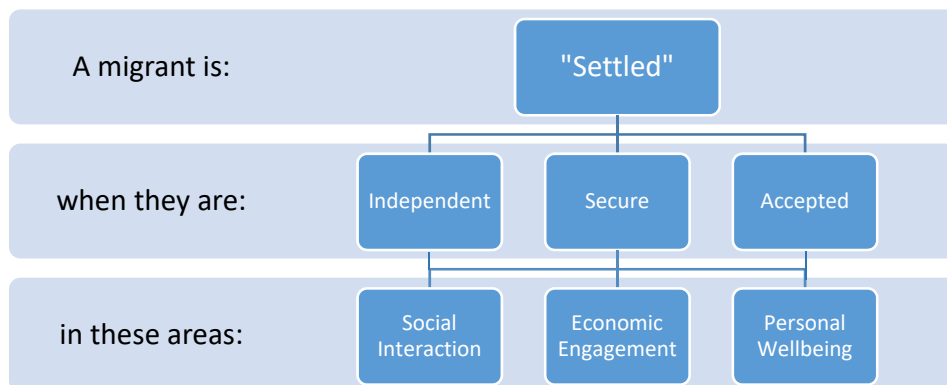 A migrant is:
"Settled"
when they are:
Independent
Secure
Accepted
in these areas:
Social
Interaction
Economic
Engagement
Personal
Wellbeing